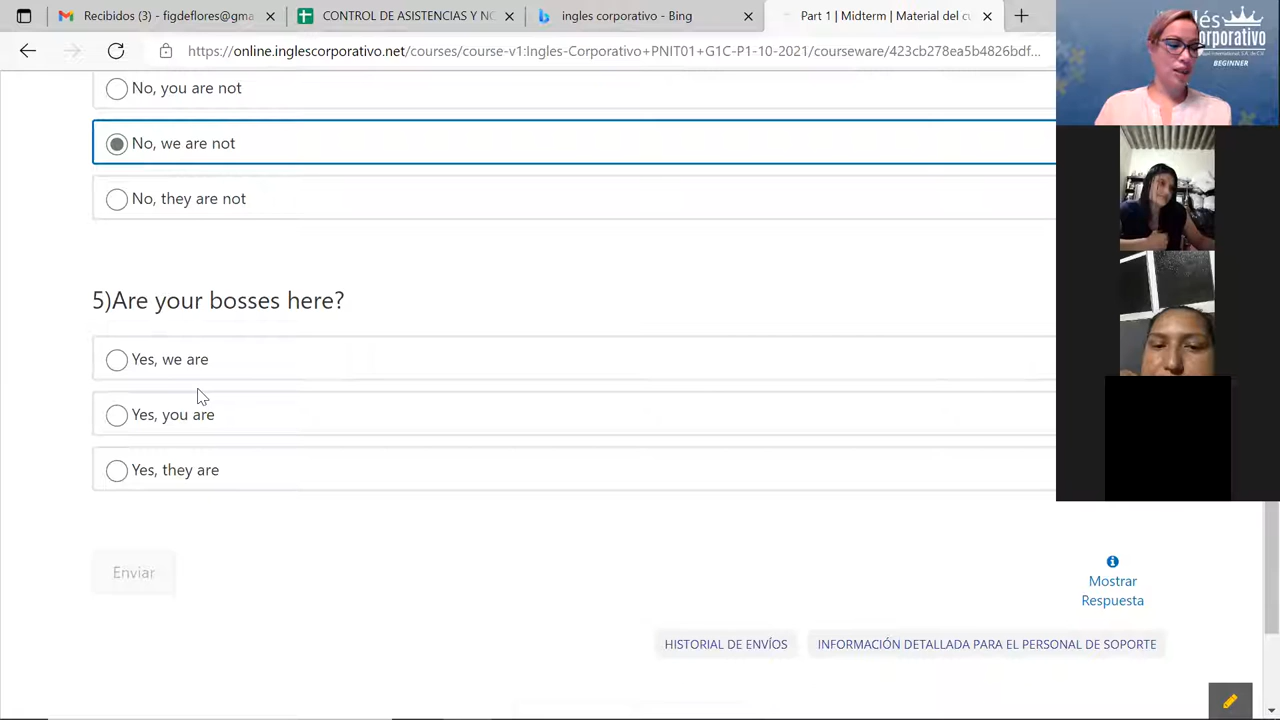 Recibidos (3,119) - figdeflores@gma
CONTROL DE ASISTENCIAS - MU
ingles corporativo - Bing
Part 1 | Midterm | Material del cu
https://online.inglescorporativo.net/courses/course-v1:Ingles-Corporativo+PNIT01+G1C-P1-10-2021/courseware/423cb278ea5b4826bdf...
No, you are not
No, we are not
No, they are not
5)Are your bosses here?
Yes, we are
Yes, you are
Yes, they are
Enviar
Mostrar
Respuesta
HISTORIAL DE ENVÍOS
INFORMACIÓN DETALLADA PARA EL PERSONAL DE SOPORTE
BEGINNER